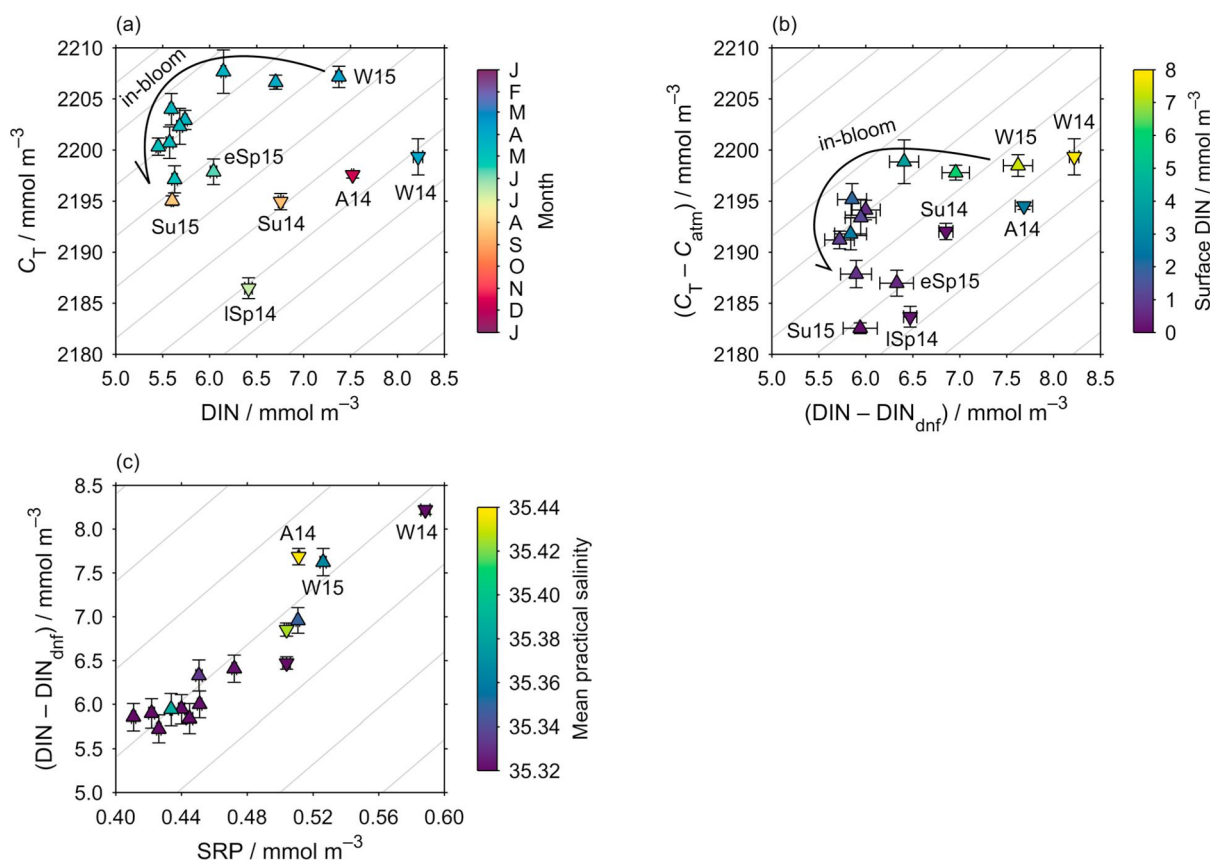 (a)
2210
2205
2200
2195
2190
2185
2180
C_T / mmol m⁻³
5.0 5.5 6.0 6.5 7.0 7.5 8.0 8.5
DIN / mmol m⁻³
in-bloom
W15
eSp15
Su15
Su14
A14
W14
lSp14
J
F
M
A
M
J
J
A
S
O
N
D
J
Month
(b)
2210
2205
2200
2195
2190
2185
2180
(C_T – C_atm) / mmol m⁻³
5.0 5.5 6.0 6.5 7.0 7.5 8.0 8.5
(DIN – DIN_dnf) / mmol m⁻³
in-bloom
W14
W15
Su14
A14
eSp15
Su15
lSp14
8
7
6
5
4
3
2
1
0
Surface DIN / mmol m⁻³
(c)
8.5
8.0
7.5
7.0
6.5
6.0
5.5
5.0
(DIN – DIN_dnf) / mmol m⁻³
0.40 0.44 0.48 0.52 0.56 0.60
SRP / mmol m⁻³
A14
W14
W15
35.44
35.42
35.40
35.38
35.36
35.34
35.32
Mean practical salinity